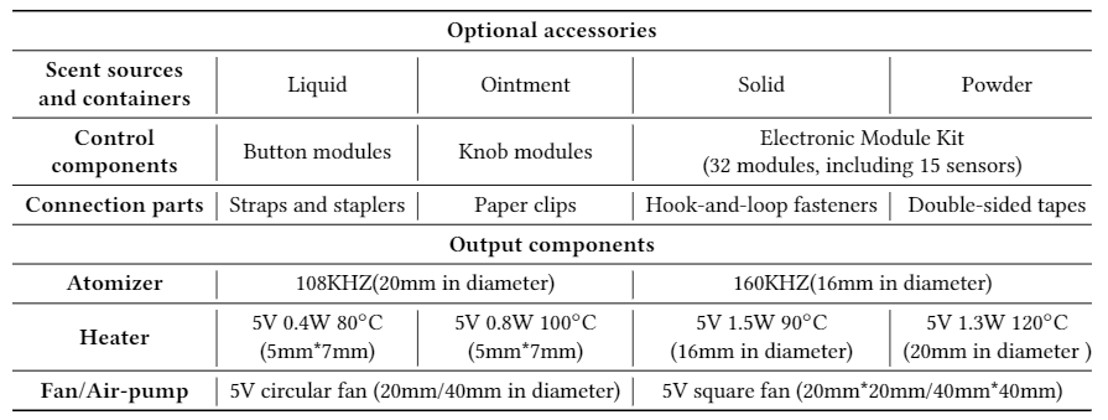 Optional accessories
Scent sources
and containers
Liquid
Ointment
Solid
Powder
Control
components
Button modules
Knob modules
Electronic Module Kit
(32 modules, including 15 sensors)
Connection parts
Straps and staplers
Paper clips
Hook-and-loop fasteners
Double-sided tapes
Output components
Atomizer
108KHZ(20mm in diameter)
160KHZ(16mm in diameter)
Heater
5V 0.4W 80°C
(5mm*7mm)
5V 0.8W 100°C
(5mm*7mm)
5V 1.5W 90°C
(16mm in diameter)
5V 1.3W 120°C
(20mm in diameter )
Fan/Air-pump
5V circular fan (20mm/40mm in diameter)
5V square fan (20mm*20mm/40mm*40mm)